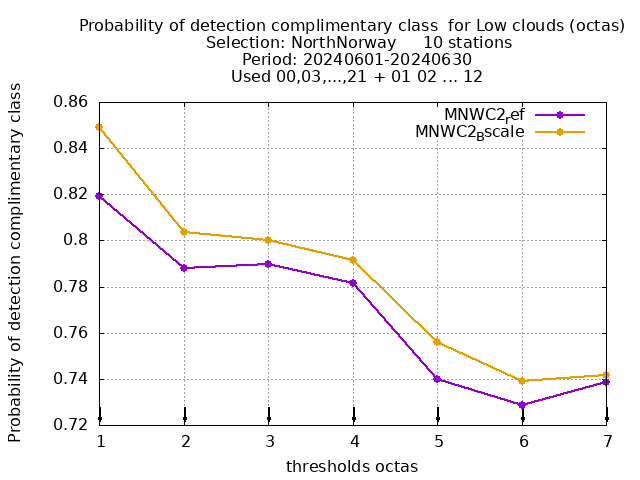 Probability of detection complimentary class  for Low clouds (octas)
Selection: NorthNorway     10 stations
Period: 20240601-20240630
Used 00,03,...,21 + 01 02 ... 12
MNWC2ref
MNWC2Bscale
Probability of detection complimentary class
0.86
0.84
0.82
0.8
0.78
0.76
0.74
0.72
1 2 3 4 5 6 7
thresholds octas